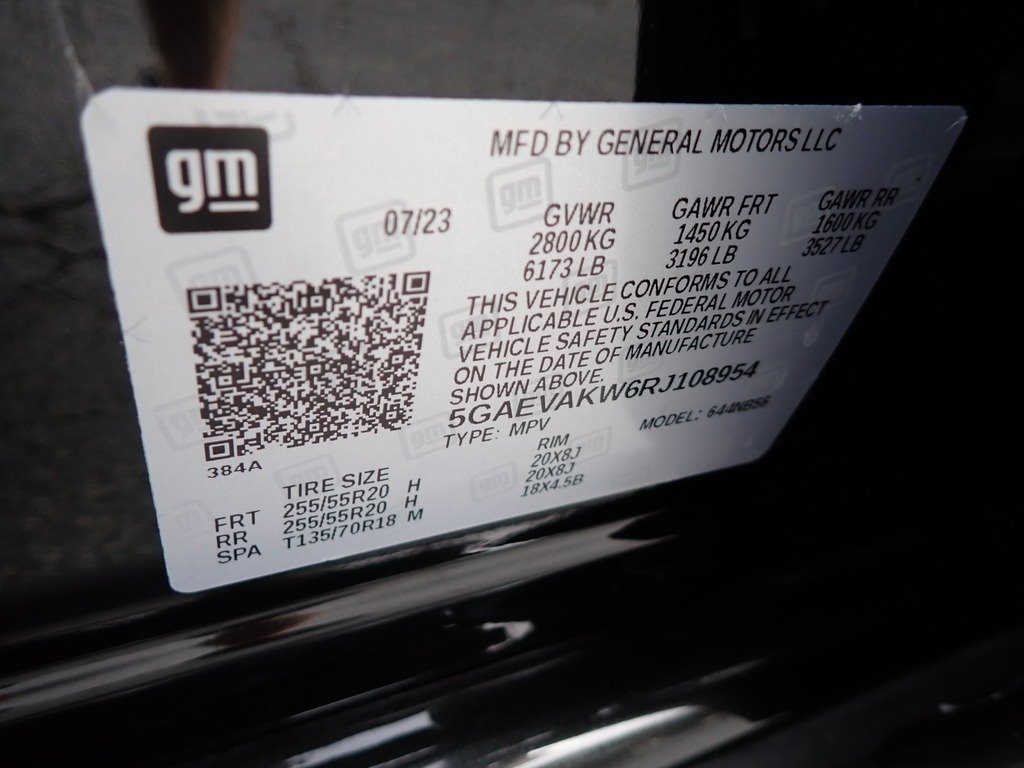 gm
MFD BY GENERAL MOTORS LLC
07/23
GVWR GAWR FRT GAWR RR
2800 KG 1450 KG 1600 KG
6173 LB 3196 LB 3527 LB
THIS VEHICLE CONFORMS TO ALL
APPLICABLE U.S. FEDERAL MOTOR
VEHICLE SAFETY STANDARDS IN EFFECT
ON THE DATE OF MANUFACTURE
SHOWN ABOVE.
5GAEVAKW6RJ108954
TYPE: MPV MODEL: 644NB56
384A
TIRE SIZE RIM
FRT 255/55R20 H 20X8J
RR 255/55R20 H 20X8J
SPA T135/70R18 M 18X4.5B